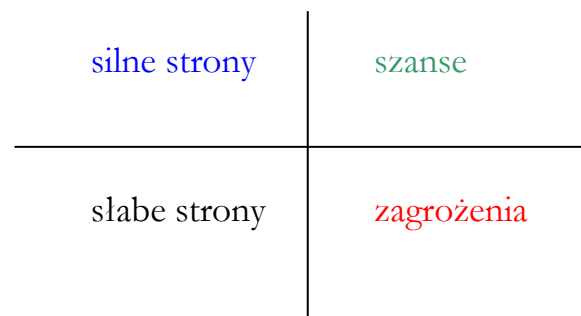 silne strony
szanse
słabe strony
zagrożenia